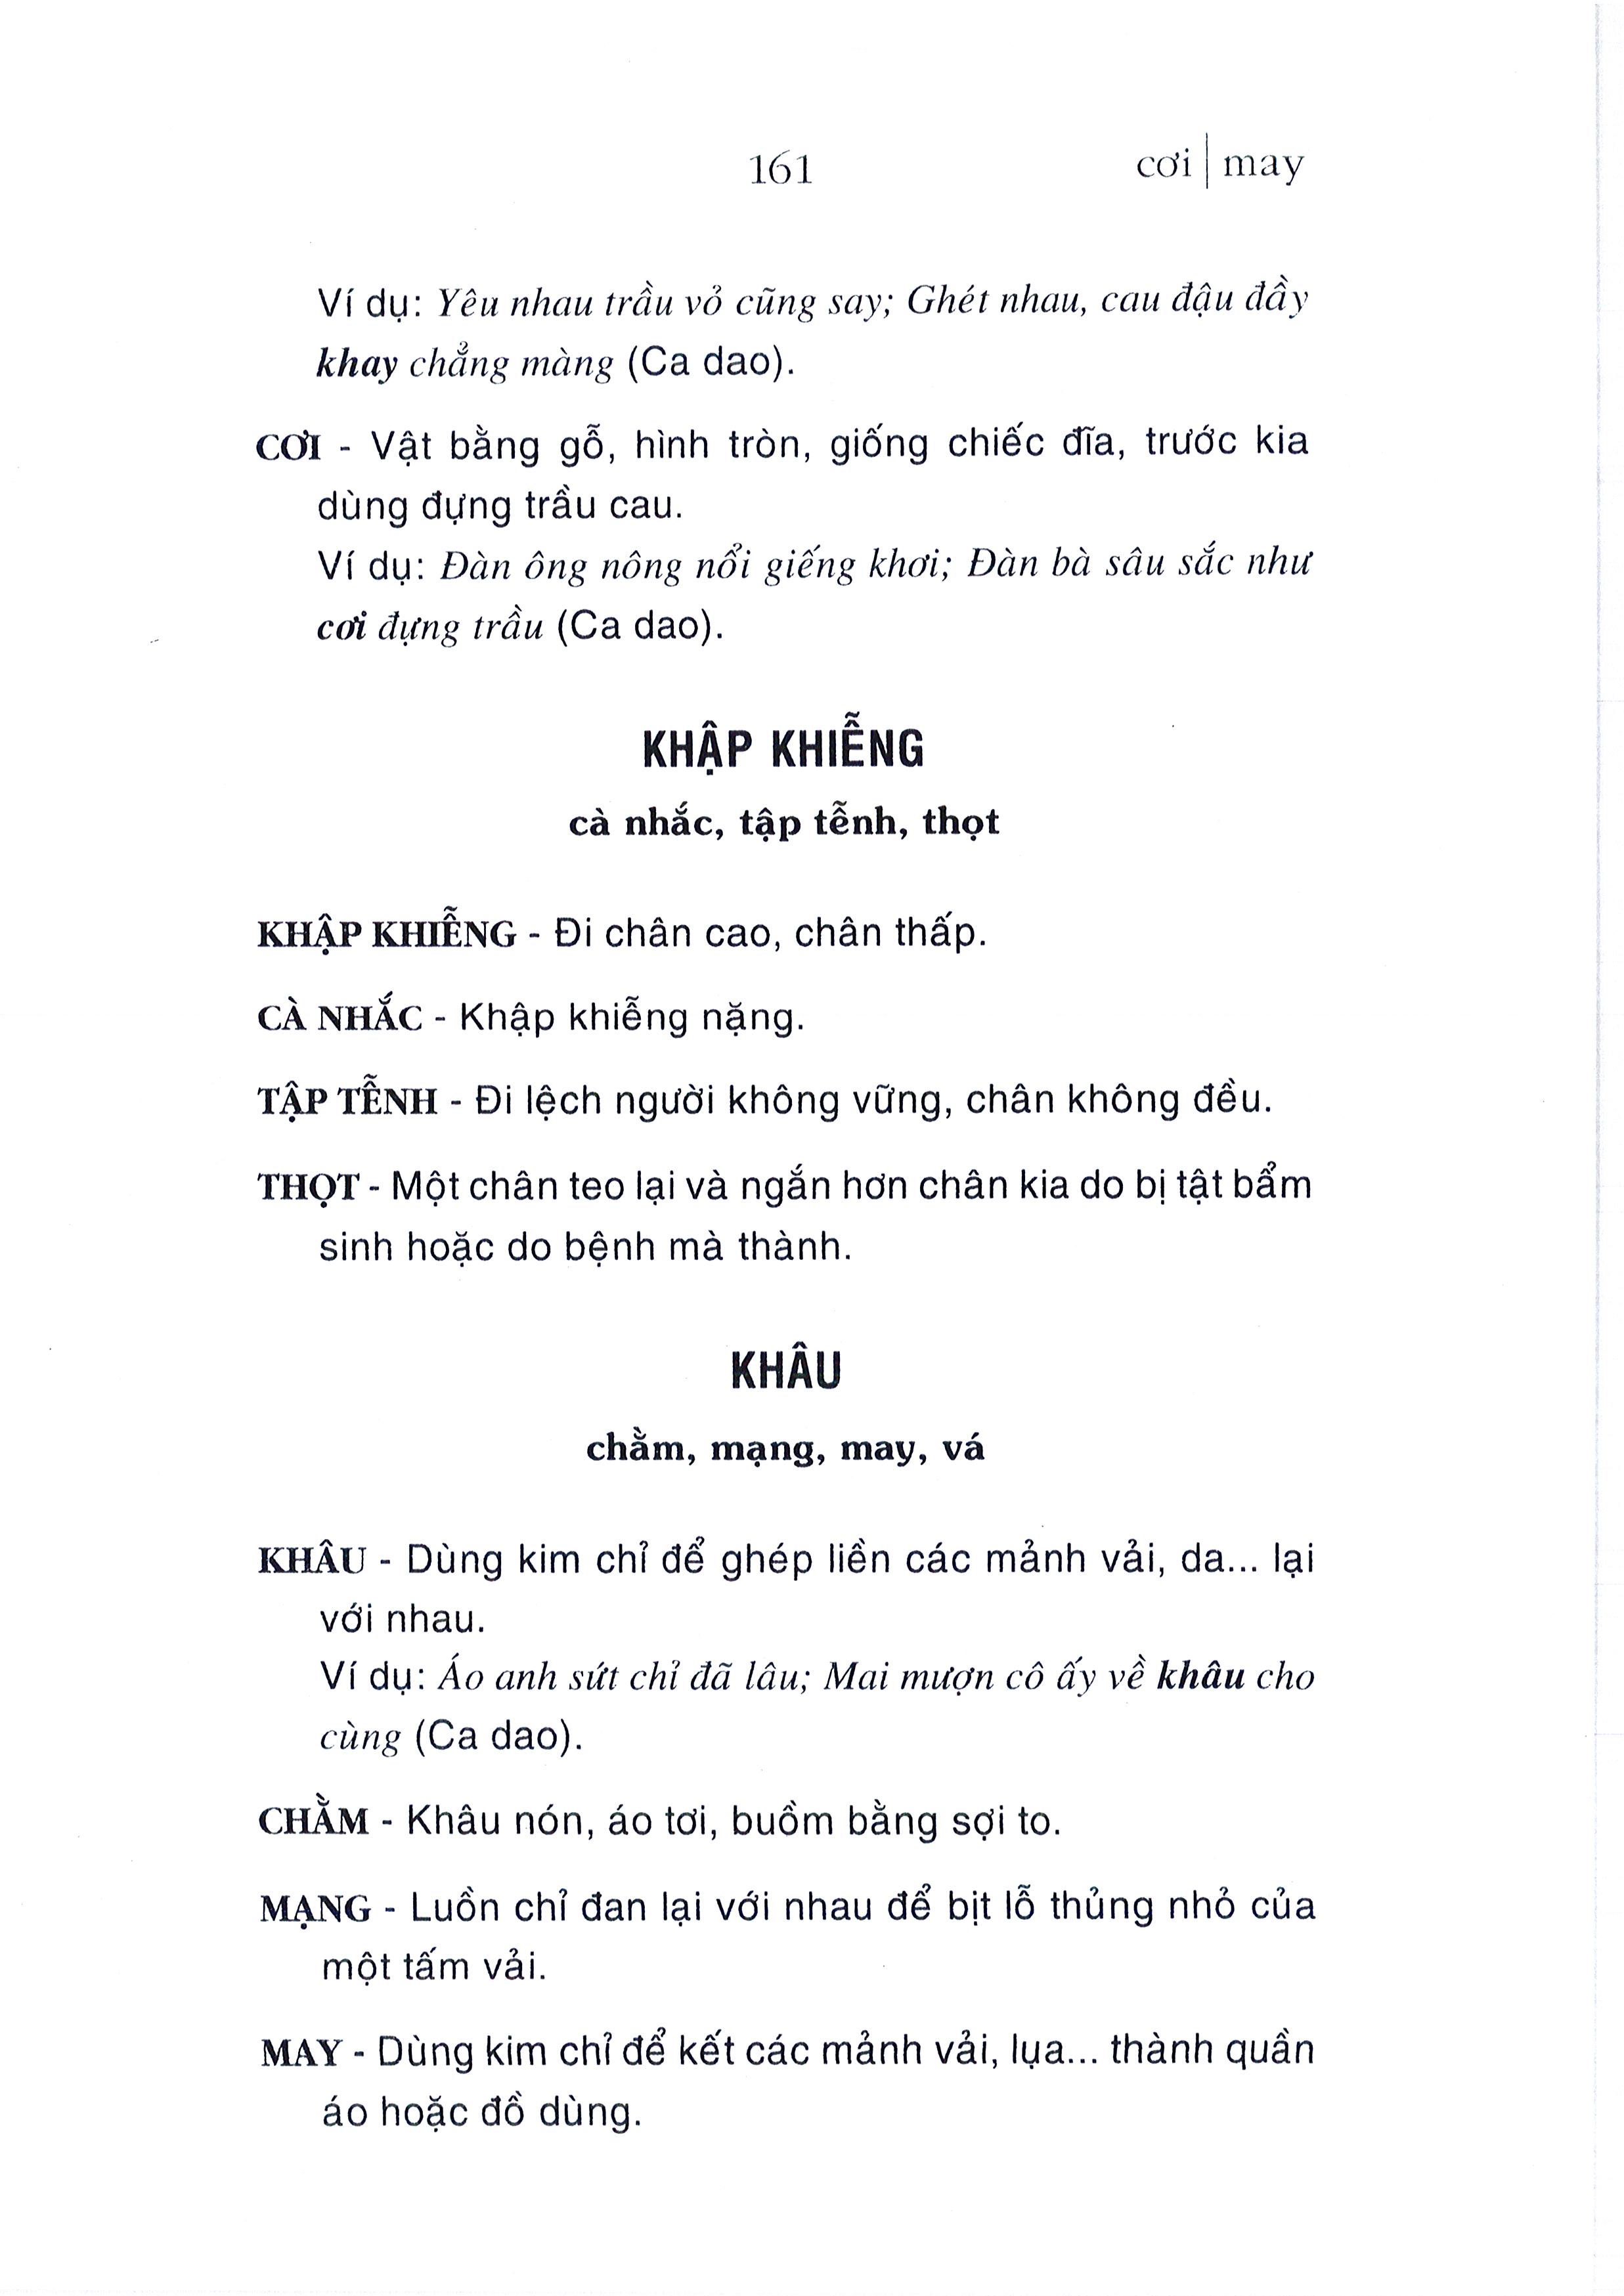 161
cơi | may
Ví dụ: Yêu nhau trầu vỏ cũng say; Ghét nhau, cau đậu đầy
khay chẳng màng (Ca dao).
CƠI - Vật bằng gỗ, hình tròn, giống chiếc đĩa, trước kia
dùng đựng trầu cau.
Ví dụ: Đàn ông nông nổi giếng khơi; Đàn bà sâu sắc như
cơi đựng trầu (Ca dao).
KHẬP KHIỄNG
cà nhắc, tập tễnh, thọt
KHẬP KHIỄNG - Đi chân cao, chân thấp.
CÀ NHẮC - Khập khiễng nặng.
TẬP TỄNH - Đi lệch người không vững, chân không đều.
THỌT - Một chân teo lại và ngắn hơn chân kia do bị tật bẩm
sinh hoặc do bệnh mà thành.
KHÂU
chằm, mạng, may, vá
KHÂU - Dùng kim chỉ để ghép liền các mảnh vải, da... lại
với nhau.
Ví dụ: Áo anh sứt chỉ đã lâu; Mai mượn cô ấy về khâu cho
cùng (Ca dao).
CHẰM - Khâu nón, áo tơi, buồm bằng sợi to.
MẠNG - Luồn chỉ đan lại với nhau để bịt lỗ thủng nhỏ của
một tấm vải.
MAY - Dùng kim chỉ để kết các mảnh vải, lụa... thành quần
áo hoặc đồ dùng.